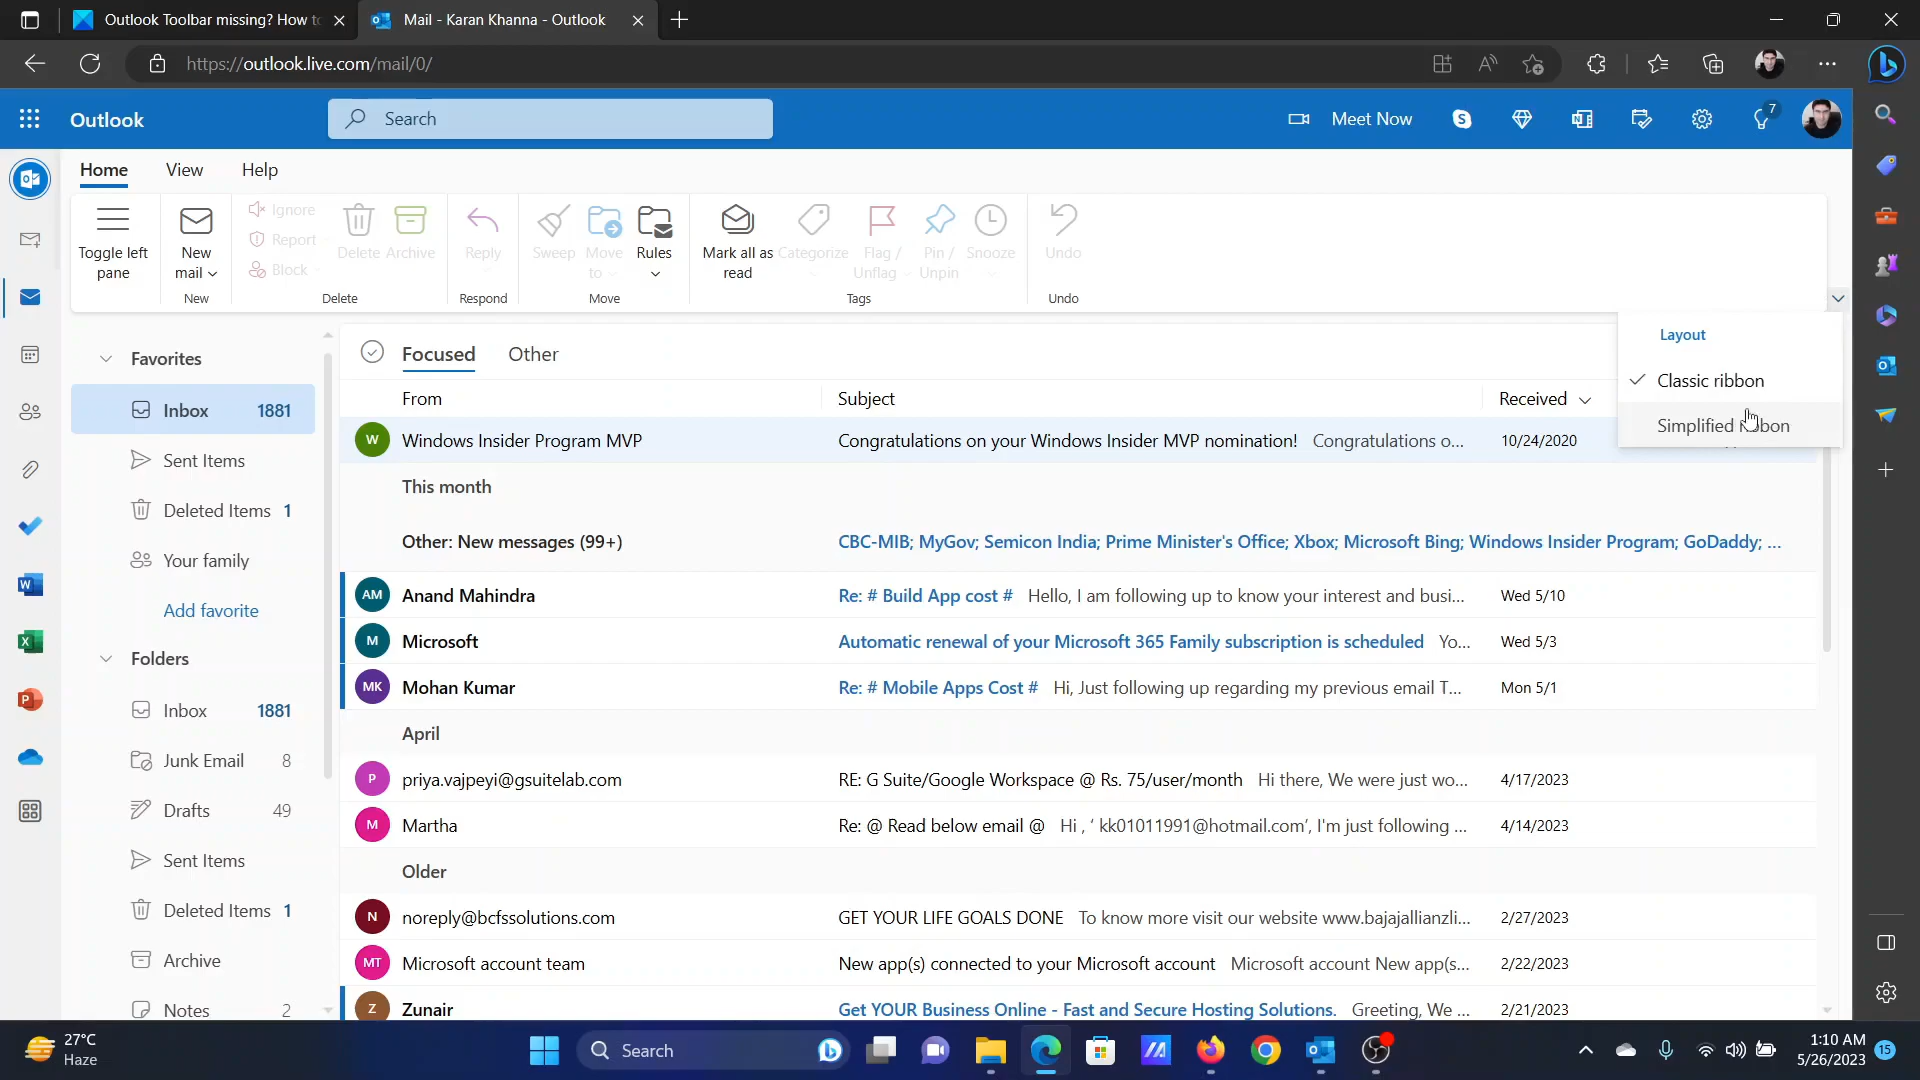 Outlook Toolbar missing? How to
Mail - Karan Khanna - Outlook
https://outlook.live.com/mail/0/
Outlook
Search
Meet Now
7
Home View Help
Toggle left pane
New mail
New
Ignore
Report
Block
Delete Archive
Delete
Reply
Respond
Sweep
Move to
Rules
Move
Mark all as read
Categorize
Flag / Unflag
Pin / Unpin
Snooze
Tags
Undo
Undo
Layout
Classic ribbon
Simplified
Favorites
Inbox 1881
Sent Items
Deleted Items 1
Your family
Add favorite
Folders
Inbox 1881
Junk Email 8
Drafts 49
Sent Items
Deleted Items 1
Archive
Notes 2
Focused Other
From Subject Received
W Windows Insider Program MVP Congratulations on your Windows Insider MVP nomination! Congratulations o... 10/24/2020
This month
Other: New messages (99+) CBC-MIB; MyGov; Semicon India; Prime Minister's Office; Xbox; Microsoft Bing; Windows Insider Program; GoDaddy; ...
AM Anand Mahindra Re: # Build App cost # Hello, I am following up to know your interest and busi... Wed 5/10
M Microsoft Automatic renewal of your Microsoft 365 Family subscription is scheduled Yo... Wed 5/3
MK Mohan Kumar Re: # Mobile Apps Cost # Hi, Just following up regarding my previous email T... Mon 5/1
April
P priya.vajpeyi@gsuitelab.com RE: G Suite/Google Workspace @ Rs. 75/user/month Hi there, We were just wo... 4/17/2023
M Martha Re: @ Read below email @ Hi , ‘ kk01011991@hotmail.com’, I'm just following ... 4/14/2023
Older
N noreply@bcfssolutions.com GET YOUR LIFE GOALS DONE To know more visit our website www.bajajallianzli... 2/27/2023
MT Microsoft account team New app(s) connected to your Microsoft account Microsoft account New app(s... 2/22/2023
Z Zunair Get YOUR Business Online - Fast and Secure Hosting Solutions. Greeting, We ... 2/21/2023
27°C
Haze
Search
1:10 AM
5/26/2023
15